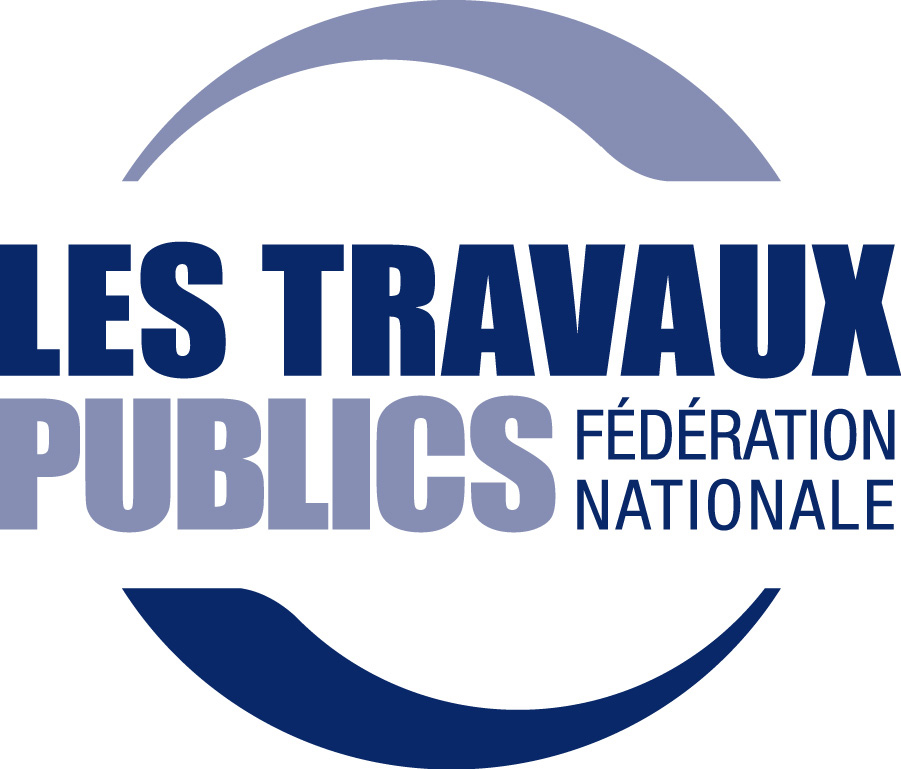 LES TRAVAUX
PUBLICS
FÉDÉRATION
NATIONALE